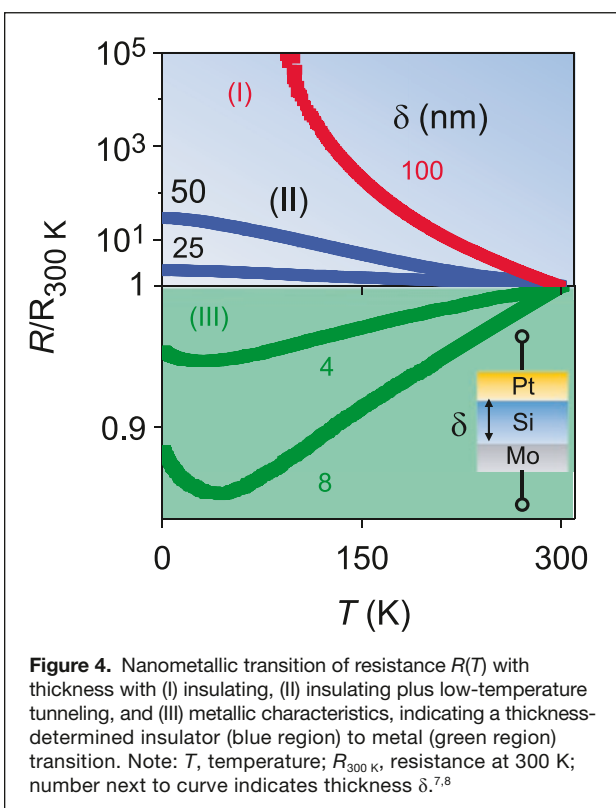 10⁵
(I)
δ (nm)
10³
100
50
(II)
10¹
25
1
R/R300 K
(III)
4
0.9
8
Pt
δ
Si
Mo
0
150
300
T (K)
Figure 4. Nanometallic transition of resistance R(T) with
thickness with (I) insulating, (II) insulating plus low-temperature
tunneling, and (III) metallic characteristics, indicating a thickness-
determined insulator (blue region) to metal (green region)
transition. Note: T, temperature; R300 K, resistance at 300 K;
number next to curve indicates thickness δ.7,8